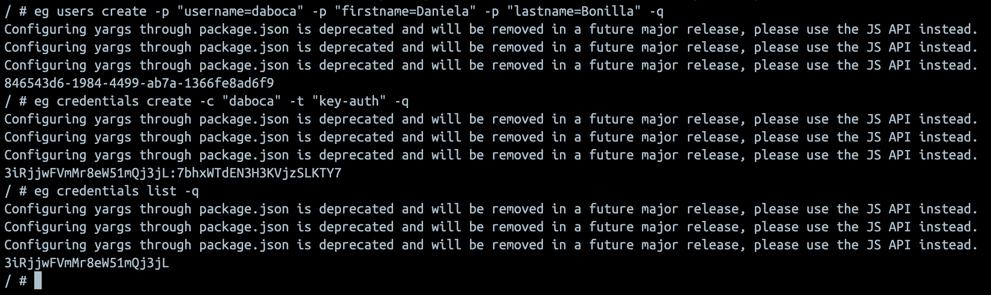 / # eg users create -p "username=daboca" -p "firstname=Daniela" -p "lastname=Bonilla" -q
Configuring yargs through package.json is deprecated and will be removed in a future major release, please use the JS API instead.
Configuring yargs through package.json is deprecated and will be removed in a future major release, please use the JS API instead.
Configuring yargs through package.json is deprecated and will be removed in a future major release, please use the JS API instead.
846543d6-1984-4499-ab7a-1366fe8ad6f9
/ # eg credentials create -c "daboca" -t "key-auth" -q
Configuring yargs through package.json is deprecated and will be removed in a future major release, please use the JS API instead.
Configuring yargs through package.json is deprecated and will be removed in a future major release, please use the JS API instead.
Configuring yargs through package.json is deprecated and will be removed in a future major release, please use the JS API instead.
3iRjjwFVmMr8eW51mQj3jL:7bhxWTdEN3H3KVjzSLKTY7
/ # eg credentials list -q
Configuring yargs through package.json is deprecated and will be removed in a future major release, please use the JS API instead.
Configuring yargs through package.json is deprecated and will be removed in a future major release, please use the JS API instead.
Configuring yargs through package.json is deprecated and will be removed in a future major release, please use the JS API instead.
3iRjjwFVmMr8eW51mQj3jL
/ #